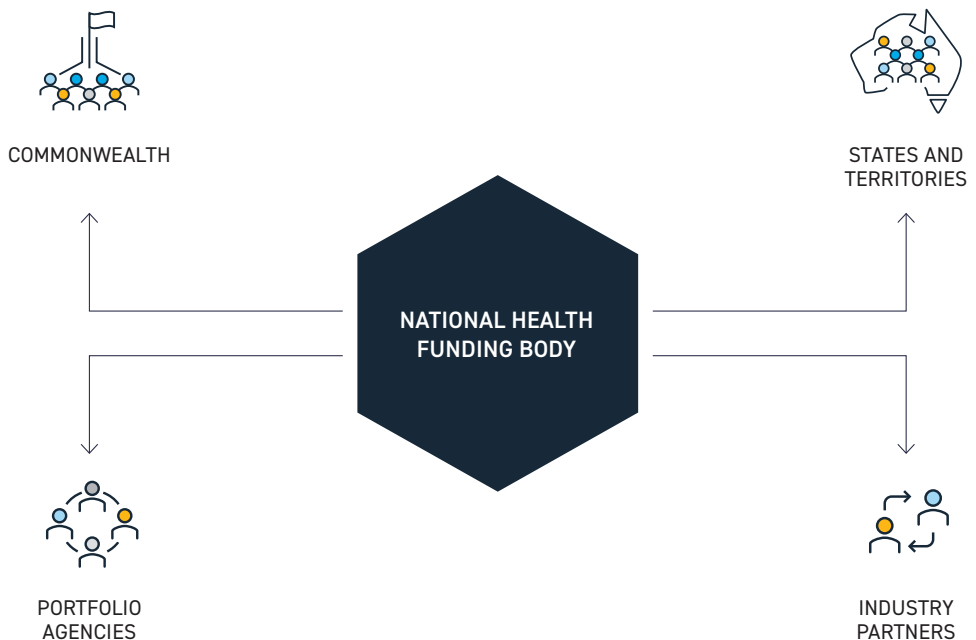 COMMONWEALTH
STATES AND
TERRITORIES
NATIONAL HEALTH
FUNDING BODY
PORTFOLIO
AGENCIES
INDUSTRY
PARTNERS